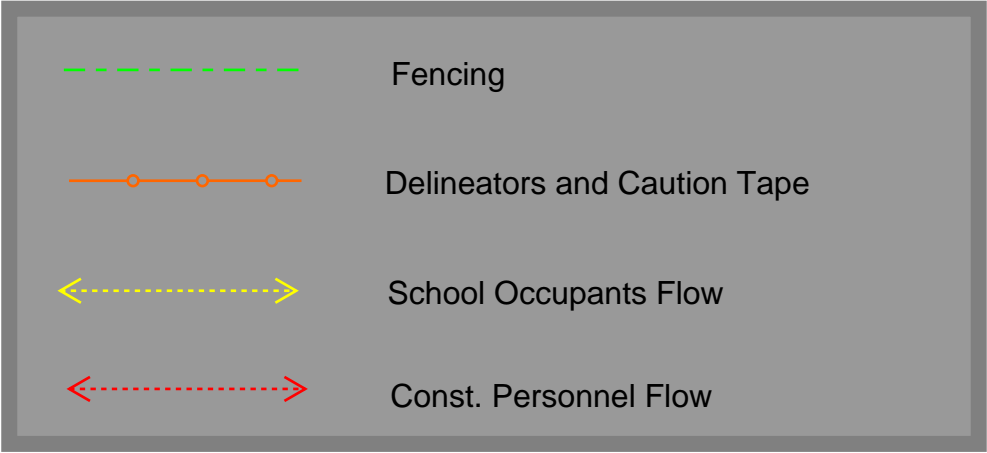 Fencing
Delineators and Caution Tape
School Occupants Flow
Const. Personnel Flow